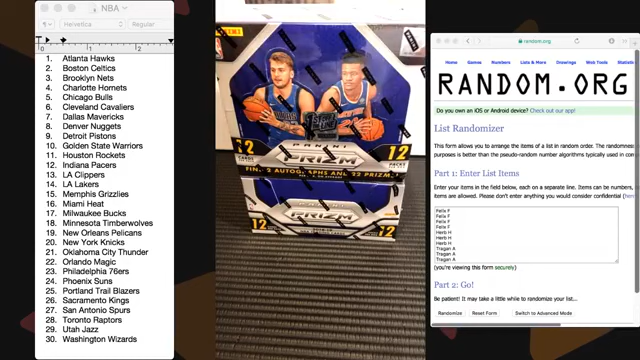 NBA
Helvetica
Regular
1. Atlanta Hawks
2. Boston Celtics
3. Brooklyn Nets
4. Charlotte Hornets
5. Chicago Bulls
6. Cleveland Cavaliers
7. Dallas Mavericks
8. Denver Nuggets
9. Detroit Pistons
10. Golden State Warriors
11. Houston Rockets
12. Indiana Pacers
13. LA Clippers
14. LA Lakers
15. Memphis Grizzlies
16. Miami Heat
17. Milwaukee Bucks
18. Minnesota Timberwolves
19. New Orleans Pelicans
20. New York Knicks
21. Oklahoma City Thunder
22. Orlando Magic
23. Philadelphia 76ers
24. Phoenix Suns
25. Portland Trail Blazers
26. Sacramento Kings
27. San Antonio Spurs
28. Toronto Raptors
29. Utah Jazz
30. Washington Wizards
PANINI
PRIZM
12
12
PRIZM
12
12
random.org
Home Games Numbers Lists & More Drawings Web Tools Statistic
RANDOM.ORG
Do you own an iOS or Android device? Check out our app!
List Randomizer
This form allows you to arrange the items of a list in random order. The randomness
purposes is better than the pseudo-random number algorithms typically used in com
Part 1: Enter List Items
Enter your items in the field below, each on a separate line. Items can be numbers,
items are allowed. Please don't enter anything you would consider confidential
Felix F
Felix F
Felix F
Felix F
Herb H
Herb H
Herb H
Tragan A
Tragan A
Tragan A
(you're viewing this form securely)
Part 2: Go!
Be patient! It may take a little while to randomize your list...
Randomize Reset Form Switch to Advanced Mode